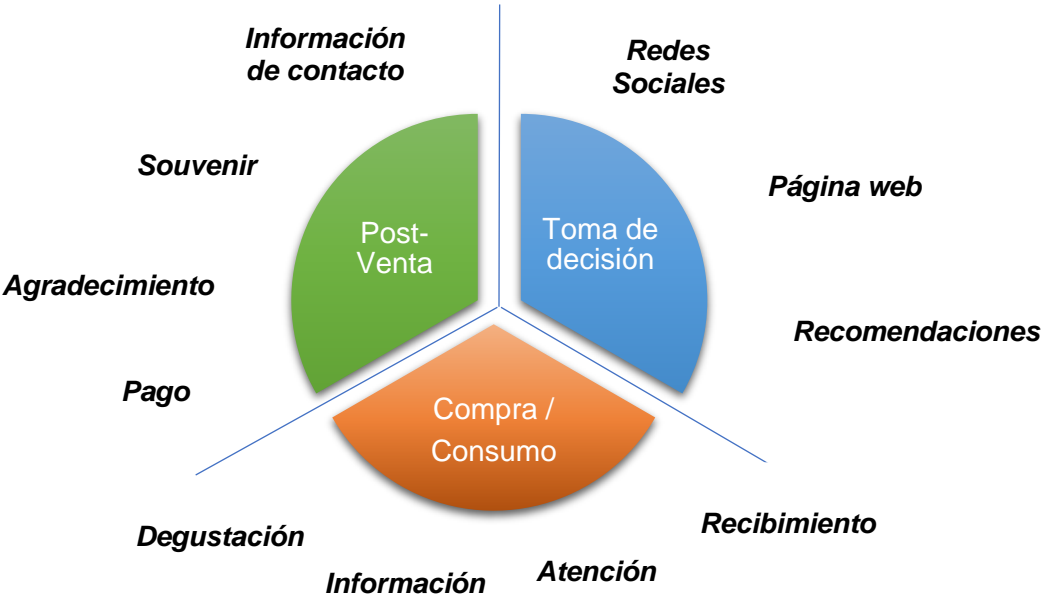 Información
de contacto
Redes
Sociales
Souvenir
Página web
Post-
Venta
Toma de
decisión
Agradecimiento
Recomendaciones
Pago
Compra /
Consumo
Degustación
Recibimiento
Información
Atención